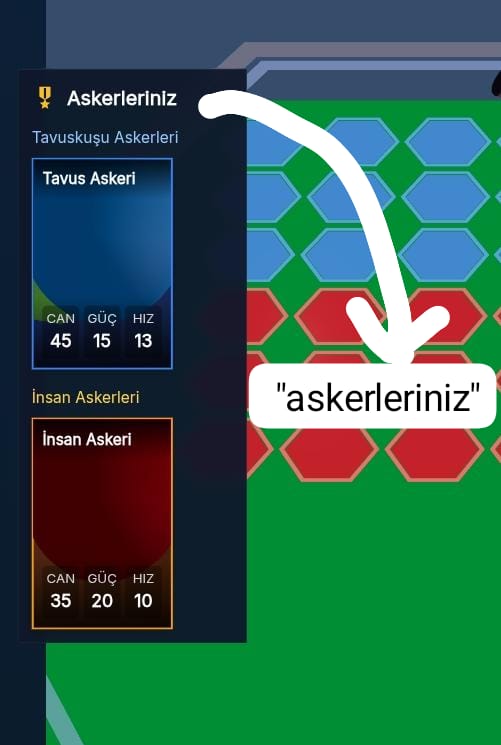 Askerleriniz
Tavuskuşu Askerleri
Tavus Askeri
CAN GÜÇ HIZ
45 15 13
"askerleriniz"
İnsan Askerleri
İnsan Askeri
CAN GÜÇ HIZ
35 20 10